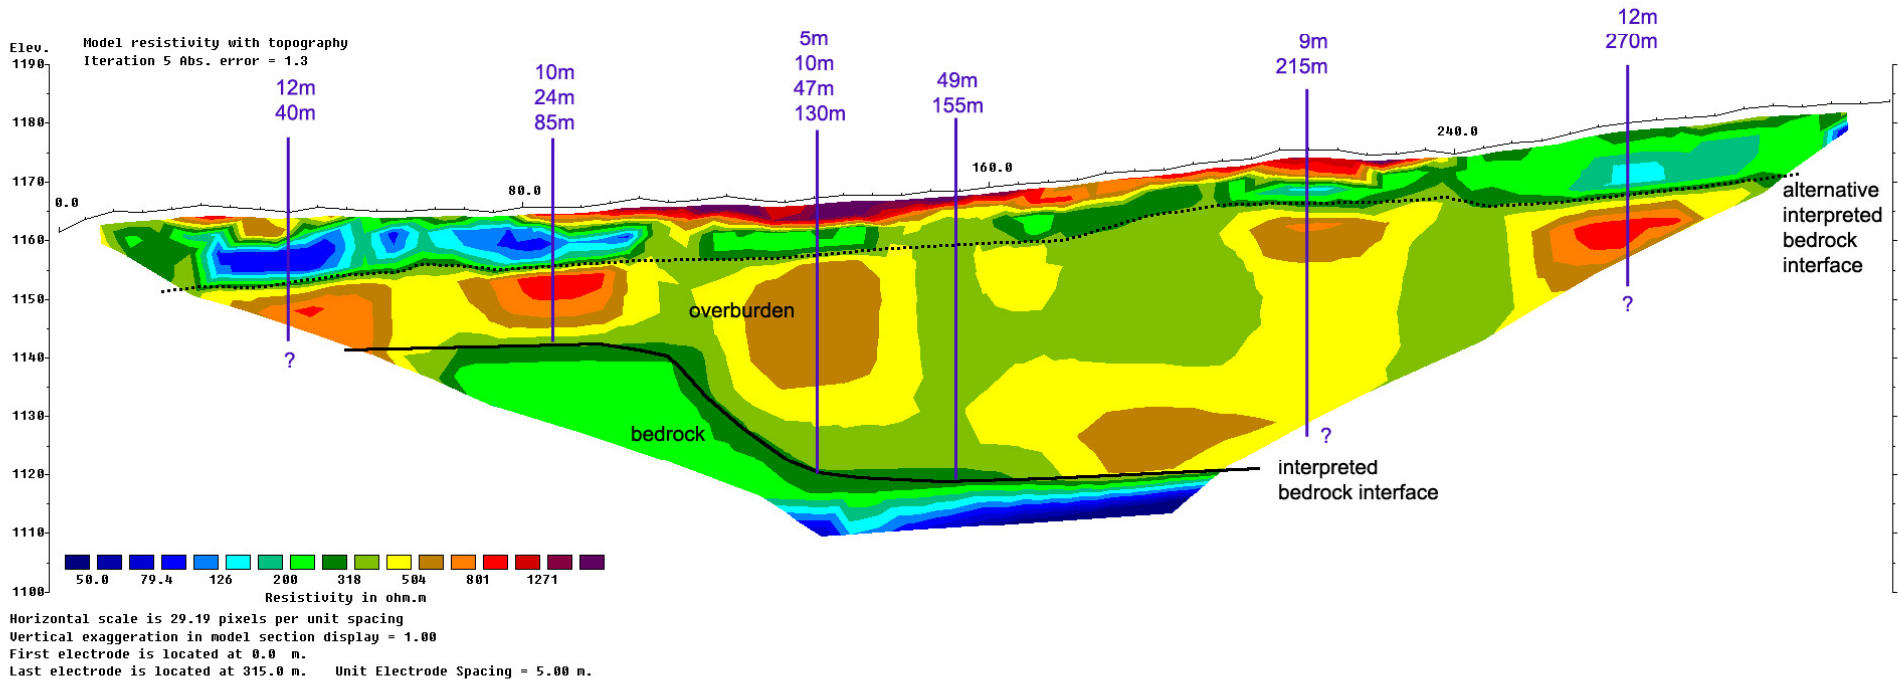 Model resistivity with topography
Iteration 5 Abs. error = 1.3
Elev.
1190
1180
1170
1160
1150
1140
1130
1120
1110
1100
12m
40m
10m
24m
85m
5m
10m
47m
130m
49m
155m
9m
215m
12m
270m
0.0
80.0
160.0
240.0
alternative
interpreted
bedrock
interface
overburden
bedrock
?
?
?
interpreted
bedrock interface
50.0 79.4 126 200 318 504 801 1271
Resistivity in ohm.m
Horizontal scale is 29.19 pixels per unit spacing
Vertical exaggeration in model section display = 1.00
First electrode is located at 0.0 m.
Last electrode is located at 315.0 m. Unit Electrode Spacing = 5.00 m.